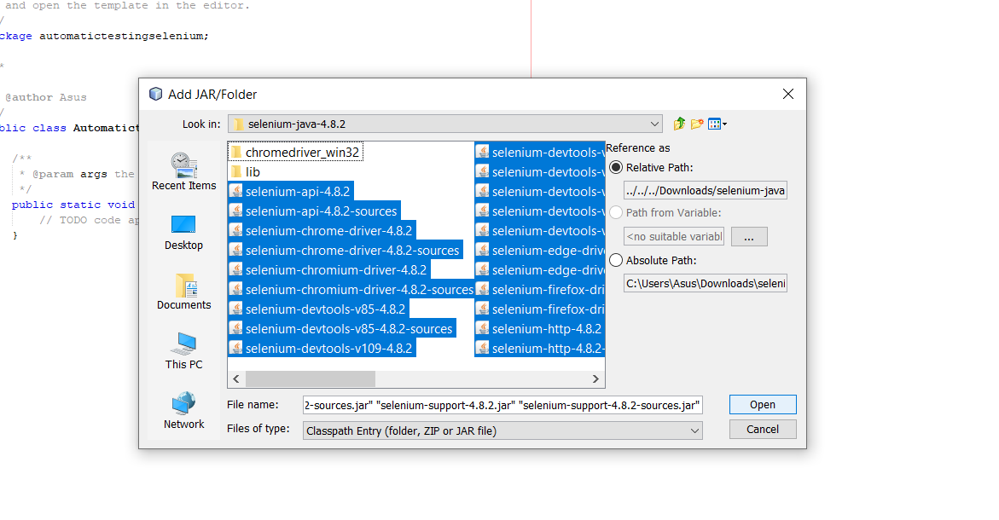 and open the template in the editor.
/
ckage automatictestingselenium;
*
@author Asus
/
blic class Automatict
/**
* @param args the
*/
public static void
// TODO code ap
}
Add JAR/Folder
Look in:
selenium-java-4.8.2
Recent Items
Desktop
Documents
This PC
Network
chromedriver_win32
lib
selenium-api-4.8.2
selenium-api-4.8.2-sources
selenium-chrome-driver-4.8.2
selenium-chrome-driver-4.8.2-sources
selenium-chromium-driver-4.8.2
selenium-chromium-driver-4.8.2-sources
selenium-devtools-v85-4.8.2
selenium-devtools-v85-4.8.2-sources
selenium-devtools-v109-4.8.2
selenium-devtools-v
selenium-devtools-v
selenium-devtools-v
selenium-devtools-v
selenium-devtools-v
selenium-edge-drive
selenium-edge-drive
selenium-firefox-dri
selenium-firefox-dri
selenium-http-4.8.2
selenium-http-4.8.2-
Reference as
Relative Path:
../../../Downloads/selenium-java
Path from Variable:
<no suitable variabl
...
Absolute Path:
C:\Users\Asus\Downloads\seleni
File name:
2-sources.jar" "selenium-support-4.8.2.jar" "selenium-support-4.8.2-sources.jar"
Open
Files of type:
Classpath Entry (folder, ZIP or JAR file)
Cancel